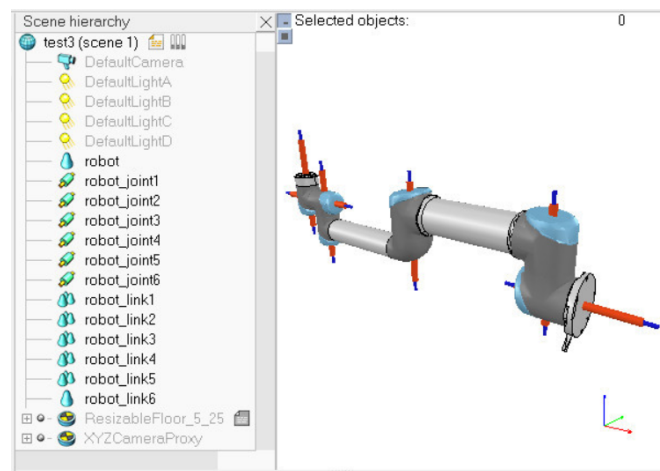 Scene hierarchy
Selected objects: 0
test3 (scene 1)
DefaultCamera
DefaultLightA
DefaultLightB
DefaultLightC
DefaultLightD
robot
robot_joint1
robot_joint2
robot_joint3
robot_joint4
robot_joint5
robot_joint6
robot_link1
robot_link2
robot_link3
robot_link4
robot_link5
robot_link6
ResizableFloor_5_25
XYZCameraProxy